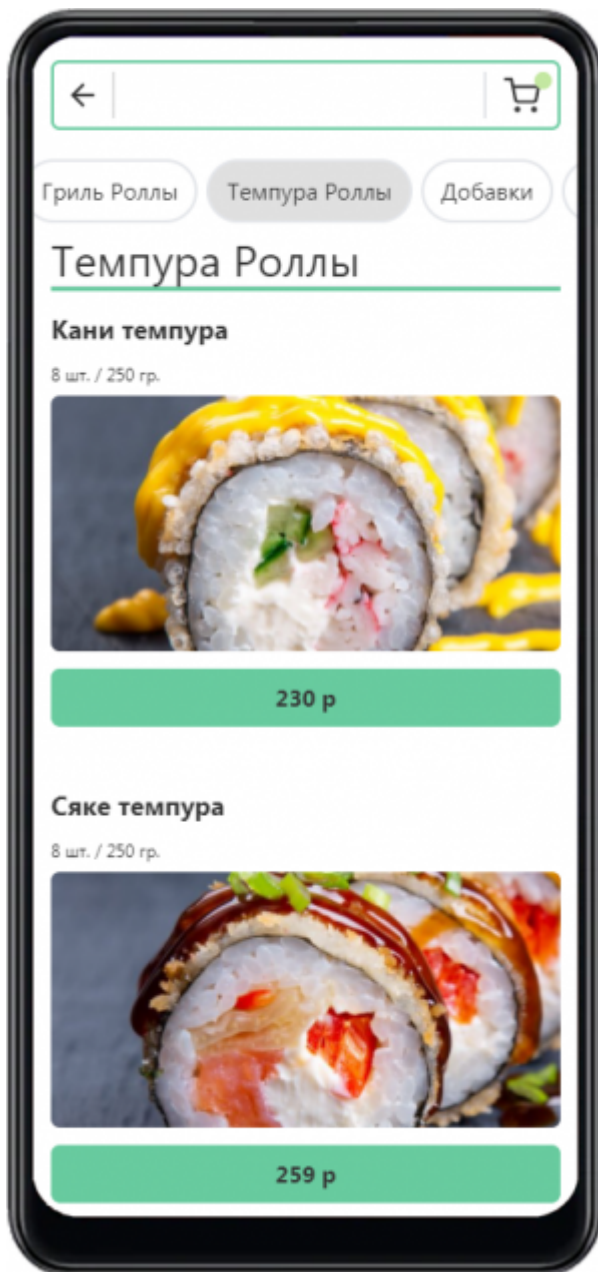 Гриль Роллы
Темпура Роллы
Добавки
Темпура Роллы
Кани темпура
8 шт. / 250 гр.
230 р
Сяке темпура
8 шт. / 250 гр.
259 р